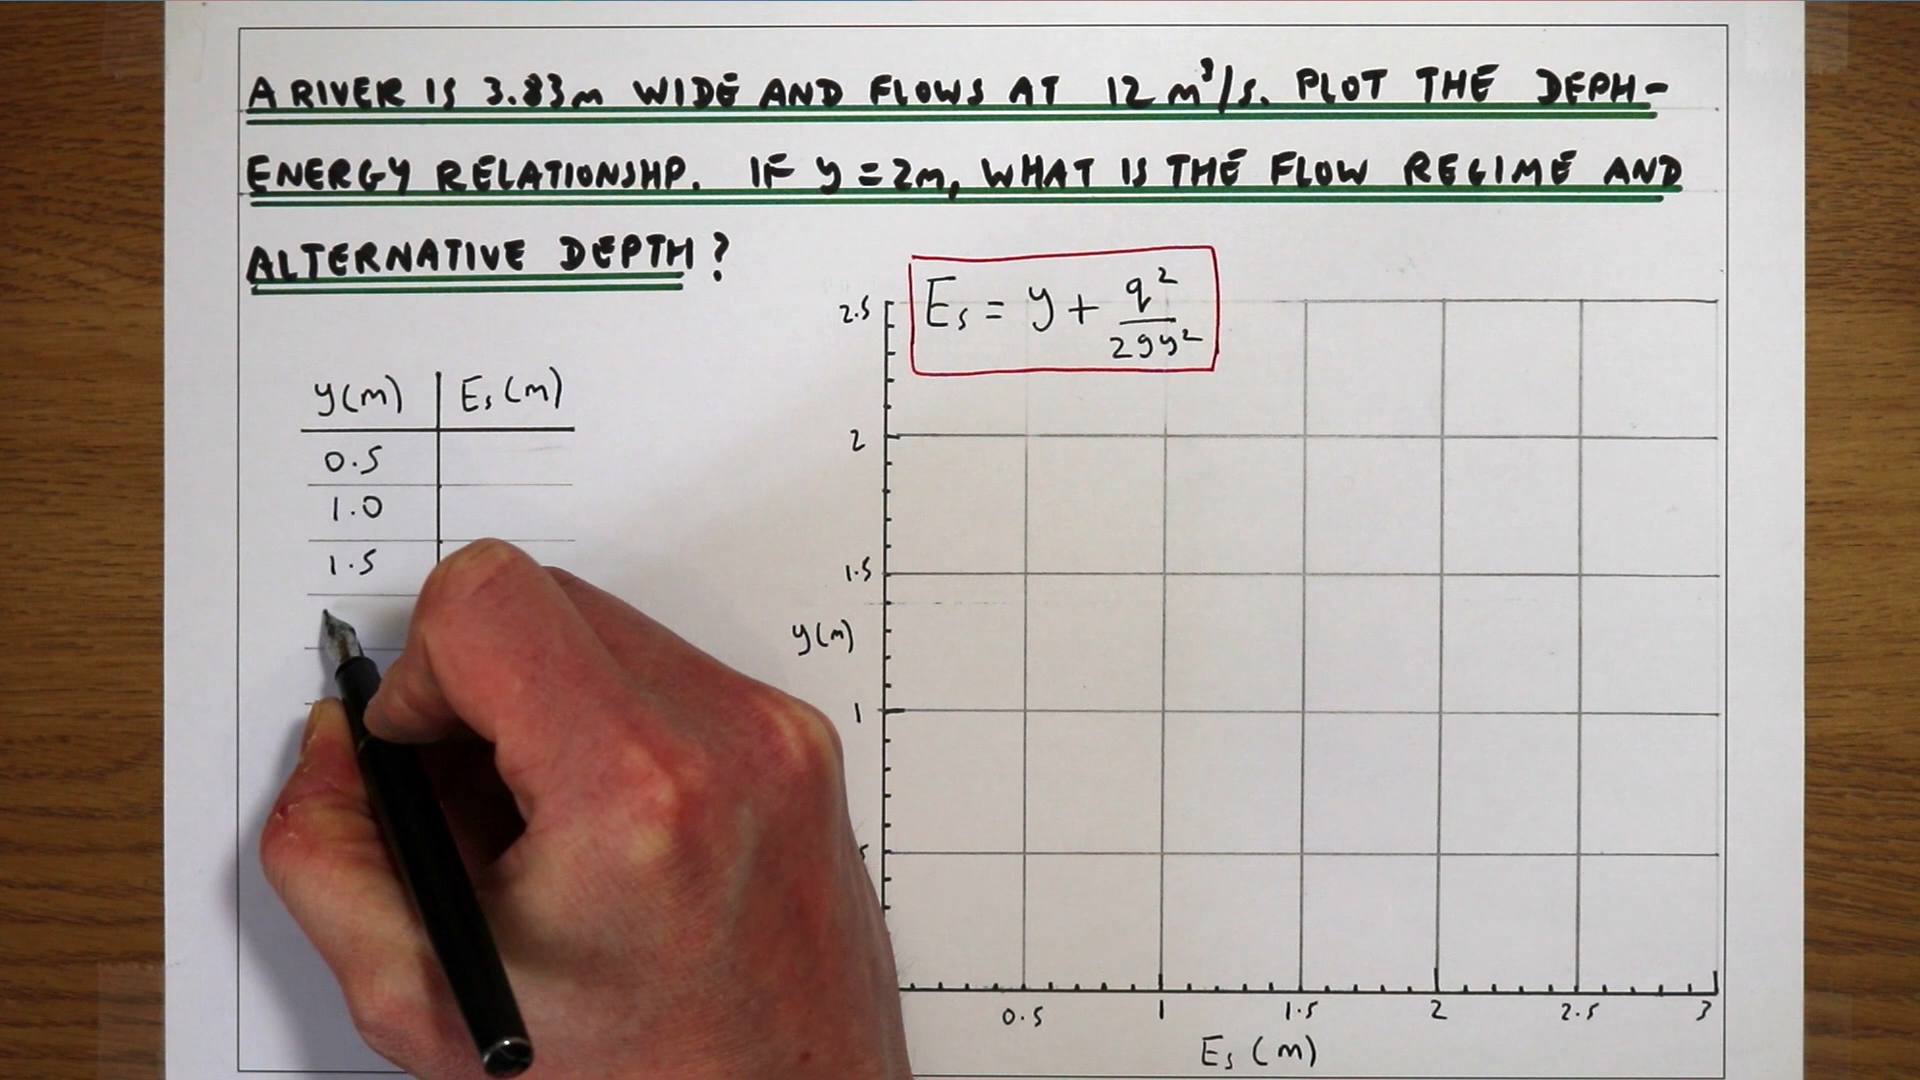 A RIVER IS 3.83m WIDE AND FLOWS AT 12 m³/s. PLOT THE DEPH-
ENERGY RELATIONSHP. IF y = 2m, WHAT IS THE FLOW REGIME AND
ALTERNATIVE DEPTH?
Es = y + q²/2gy²
y(m) Es (m)
0.5
1.0
1.5
2.5
2
1.5
y(m)
1
0.5 1 1.5 2 2.5 3
Es (m)